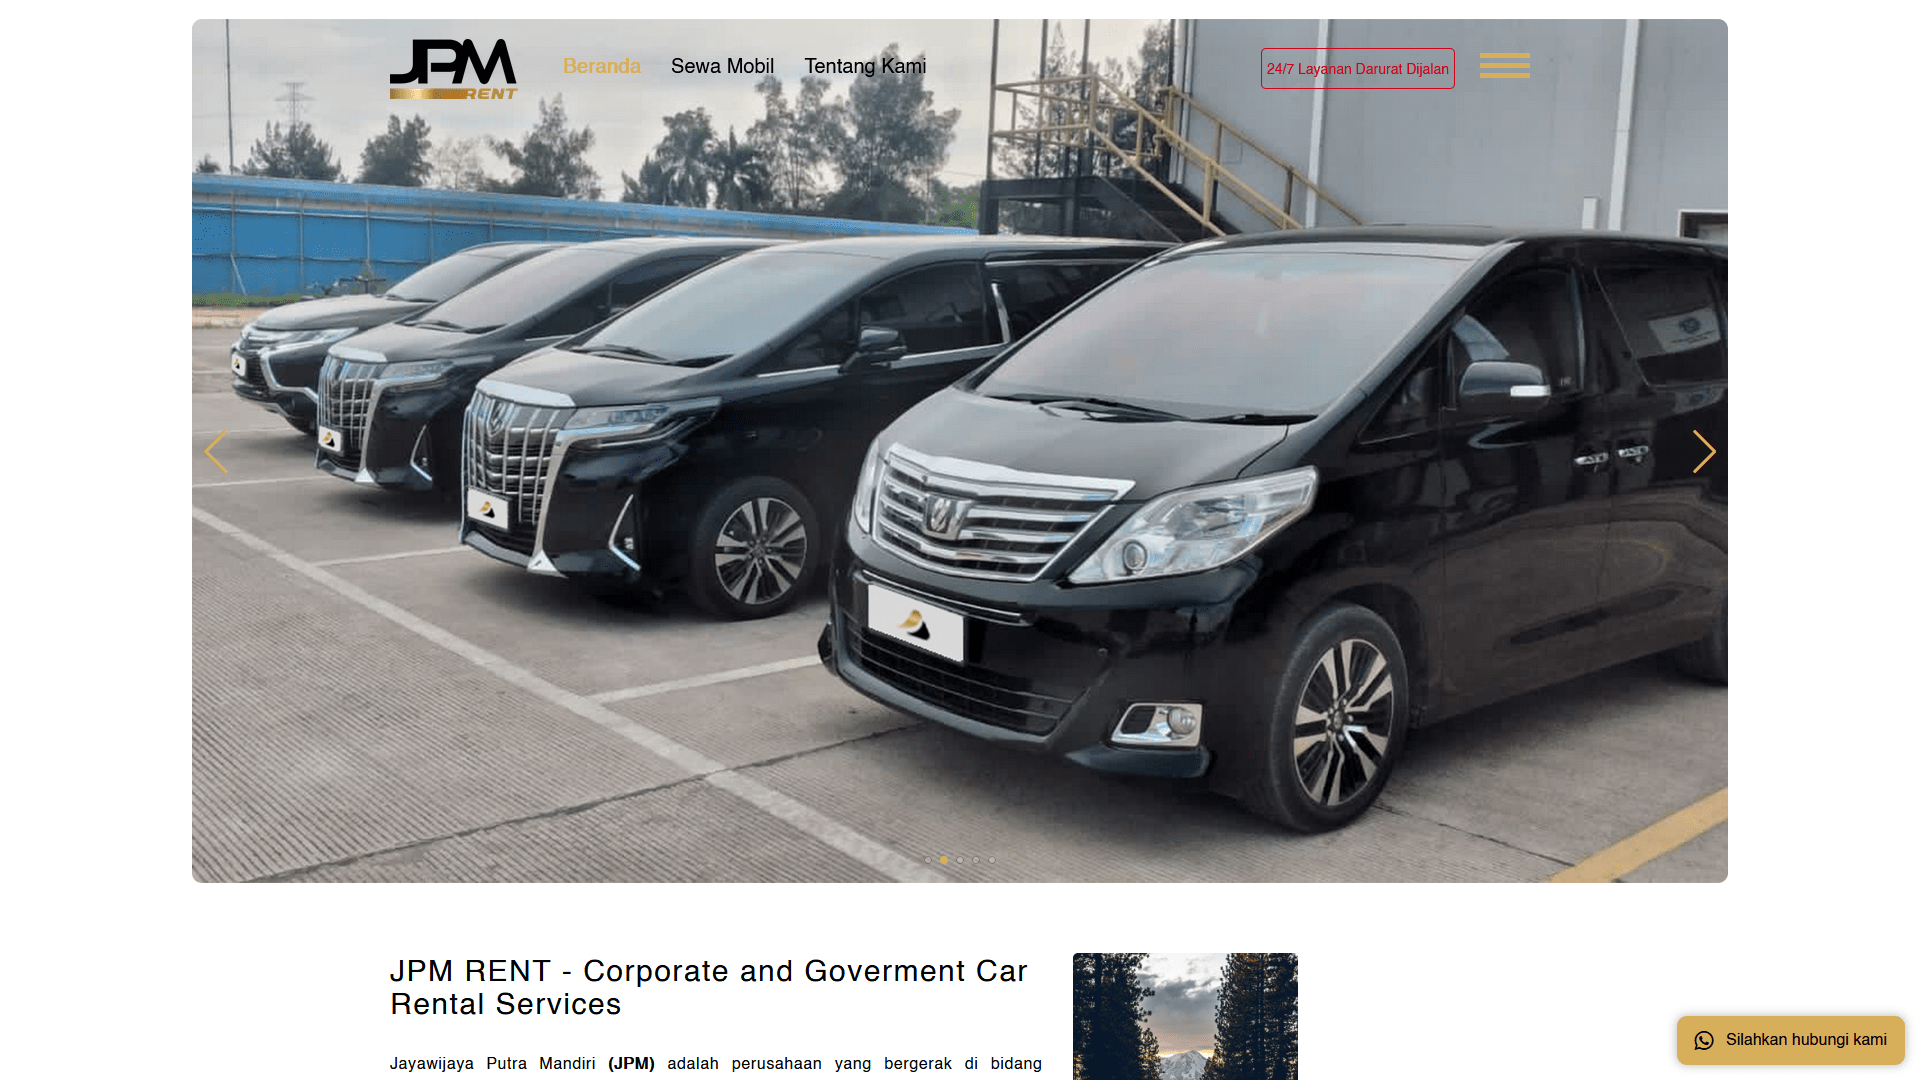 JPM
RENT
Beranda
Sewa Mobil
Tentang Kami
24/7 Layanan Darurat Dijalan
JPM RENT - Corporate and Goverment Car
Rental Services
Jayawijaya Putra Mandiri (JPM) adalah perusahaan yang bergerak di bidang
Silahkan hubungi kami